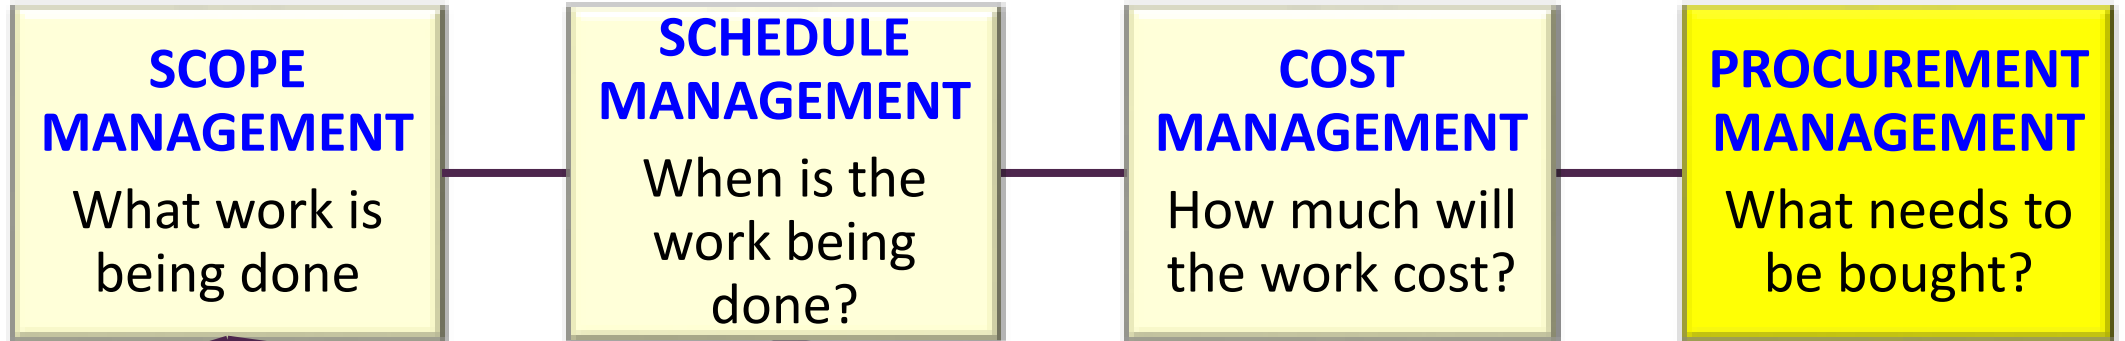 SCOPE
MANAGEMENT
What work is
being done
SCHEDULE
MANAGEMENT
When is the
work being
done?
COST
MANAGEMENT
How much will
the work cost?
PROCUREMENT
MANAGEMENT
What needs to
be bought?